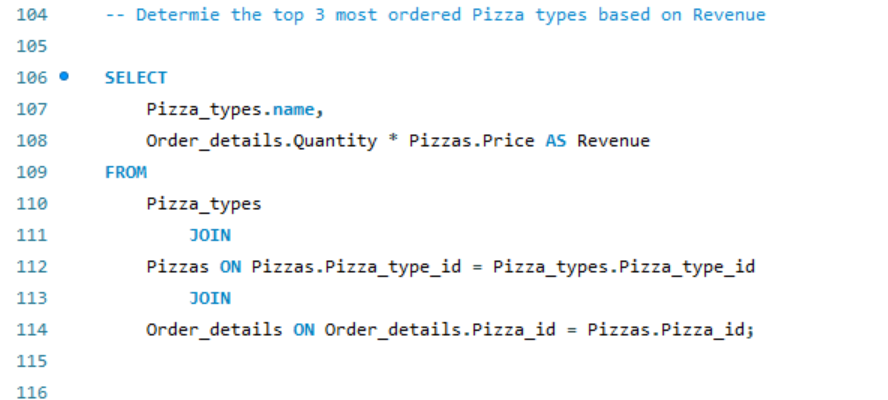 104 -- Determie the top 3 most ordered Pizza types based on Revenue
105
106 SELECT
107 Pizza_types.name,
108 Order_details.Quantity * Pizzas.Price AS Revenue
109 FROM
110 Pizza_types
111 JOIN
112 Pizzas ON Pizzas.Pizza_type_id = Pizza_types.Pizza_type_id
113 JOIN
114 Order_details ON Order_details.Pizza_id = Pizzas.Pizza_id;
115
116